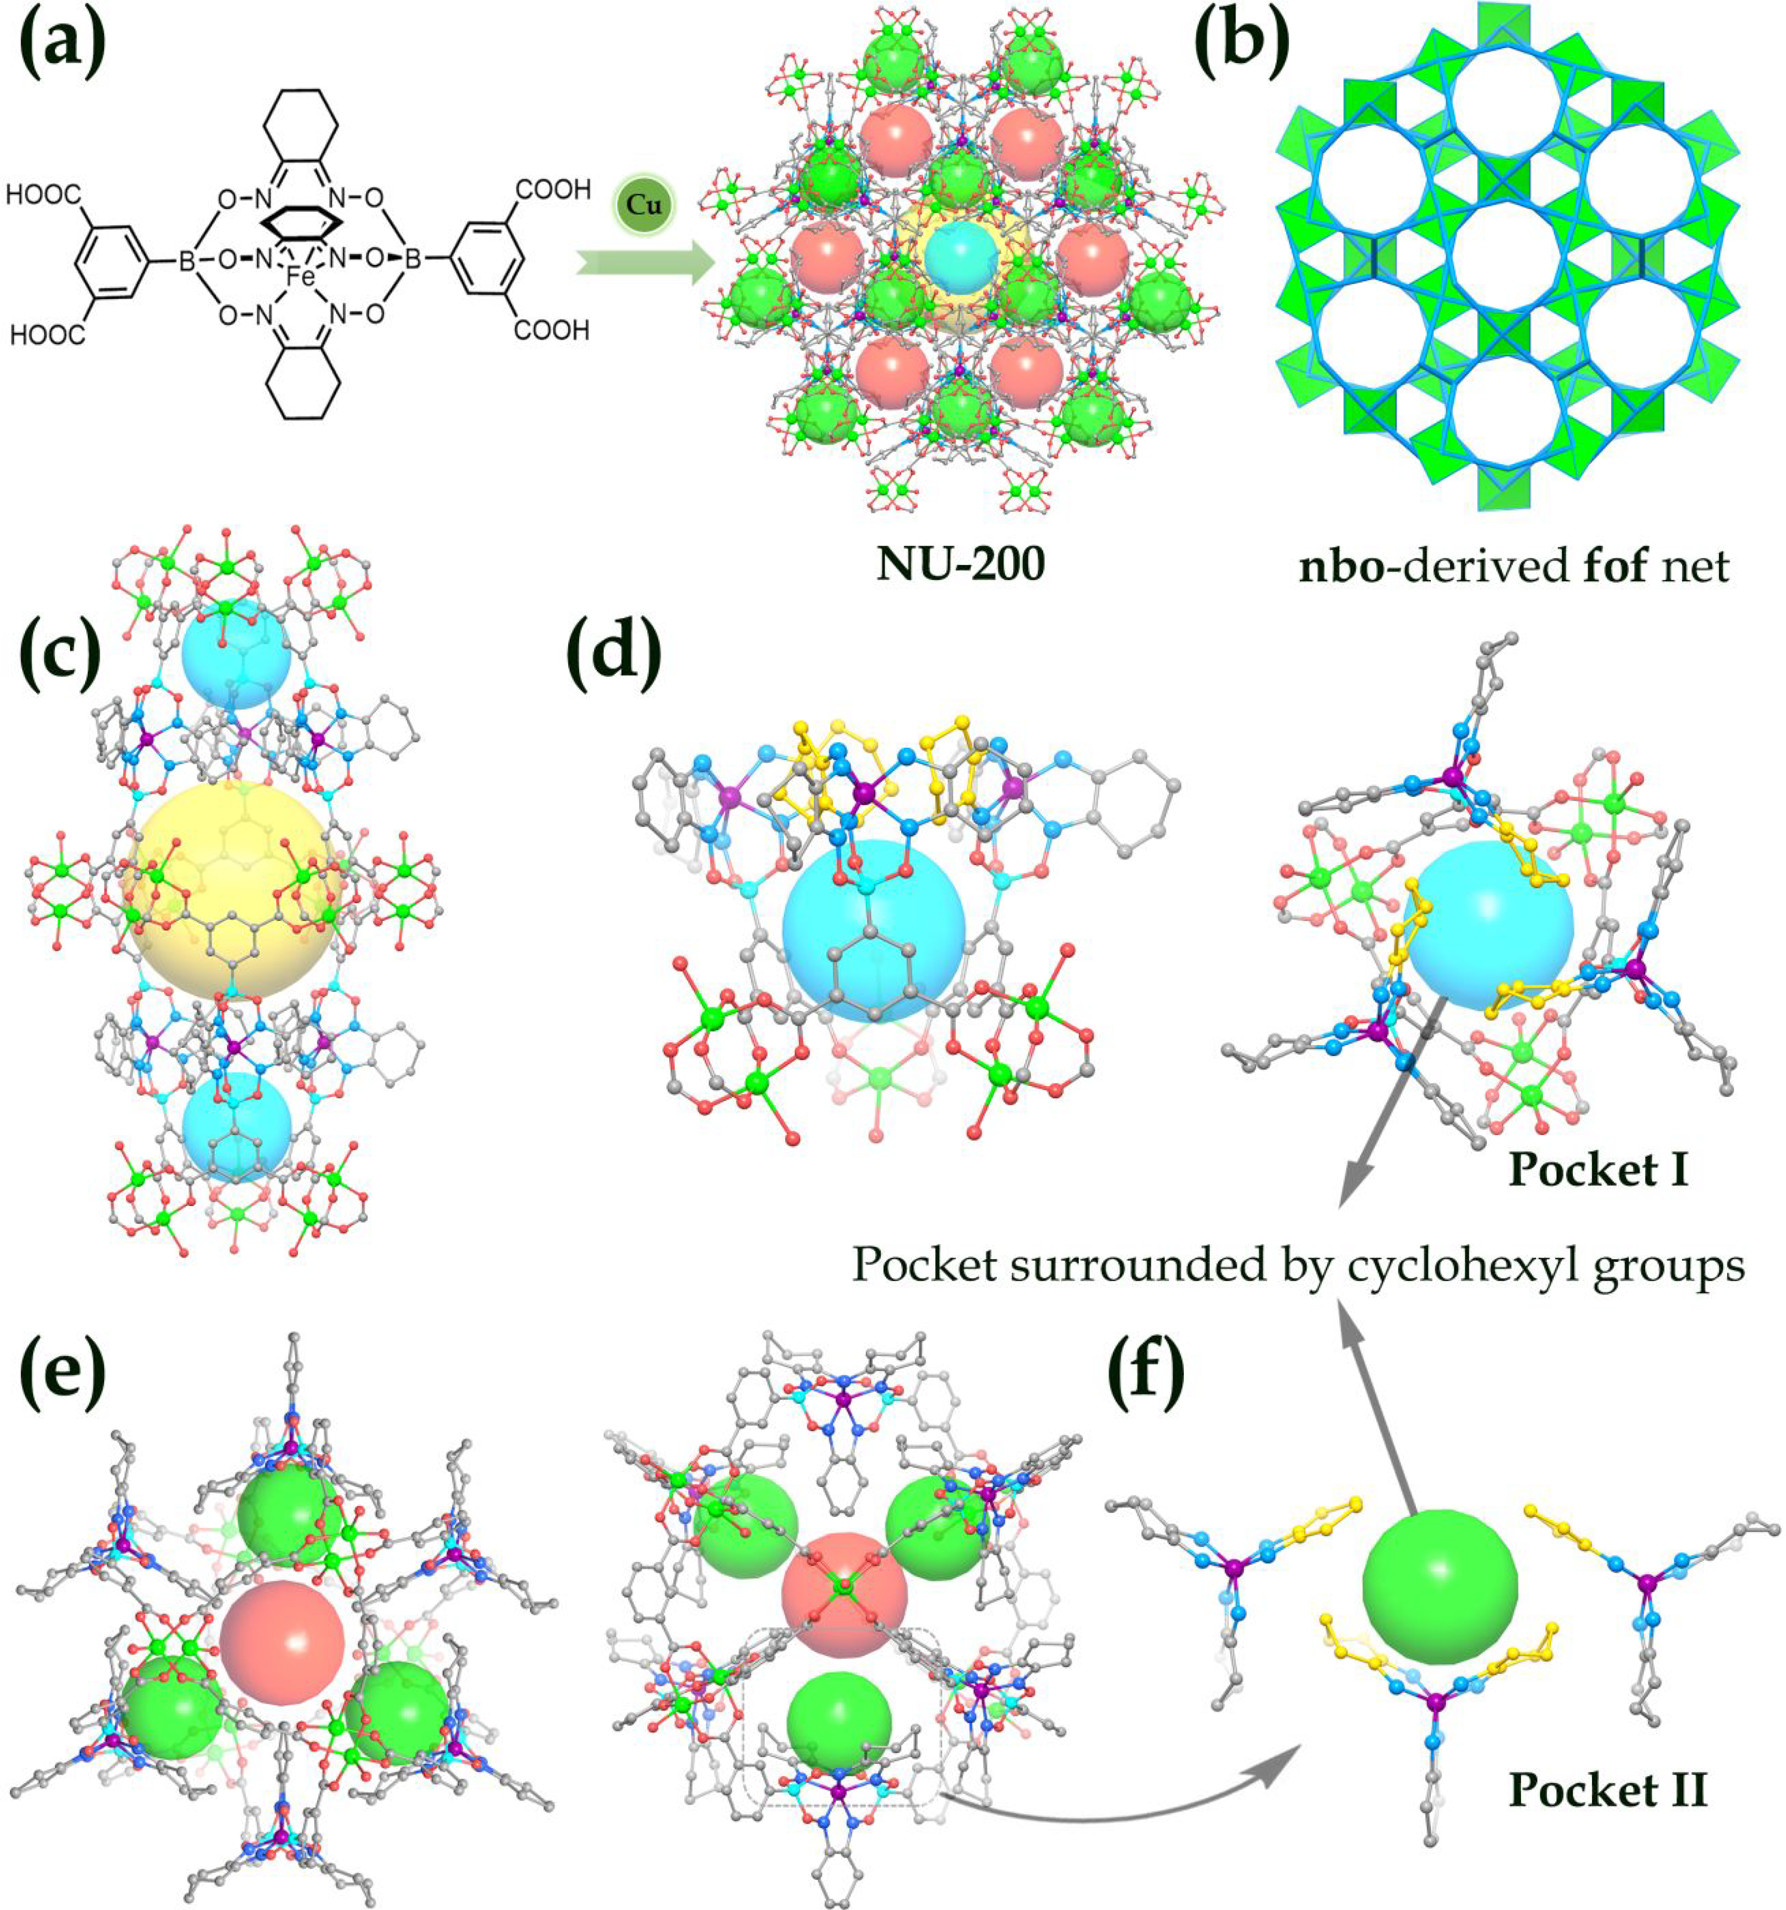 (a)
HOOC
HOOC
B
O
N
N
O
O
N
N
O
Fe
O
N
N
O
B
COOH
COOH
Cu
NU-200
(b)
nbo-derived fof net
(c)
(d)
Pocket I
Pocket surrounded by cyclohexyl groups
(e)
(f)
Pocket II